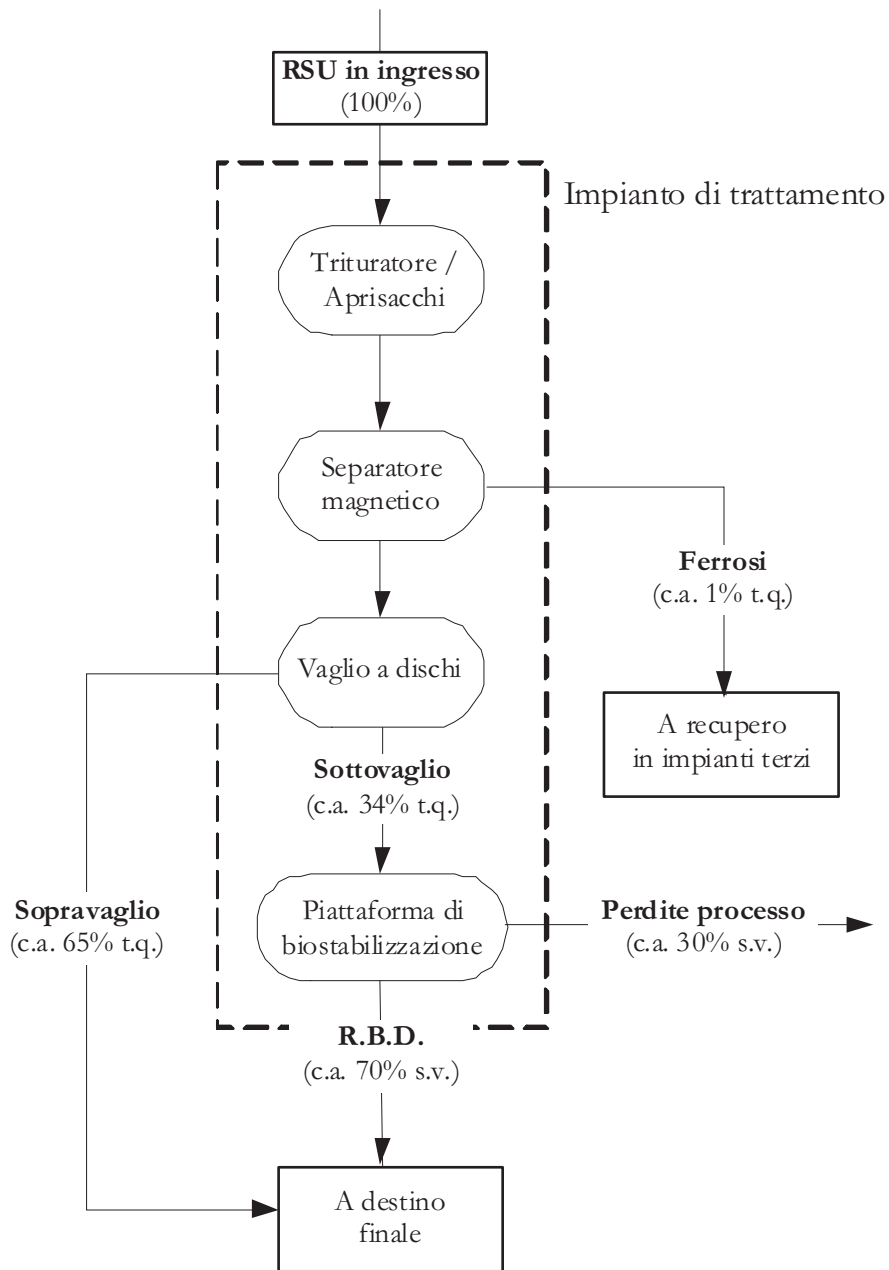 RSU in ingresso
(100%)
Impianto di trattamento
Trituratore /
Aprisacchi
Separatore
magnetico
Ferrosi
(c.a. 1% t.q.)
Vaglio a dischi
A recupero
in impianti terzi
Sottovaglio
(c.a. 34% t.q.)
Sopravaglio
(c.a. 65% t.q.)
Piattaforma di
biostabilizzazione
Perdite processo
(c.a. 30% s.v.)
R.B.D.
(c.a. 70% s.v.)
A destino
finale